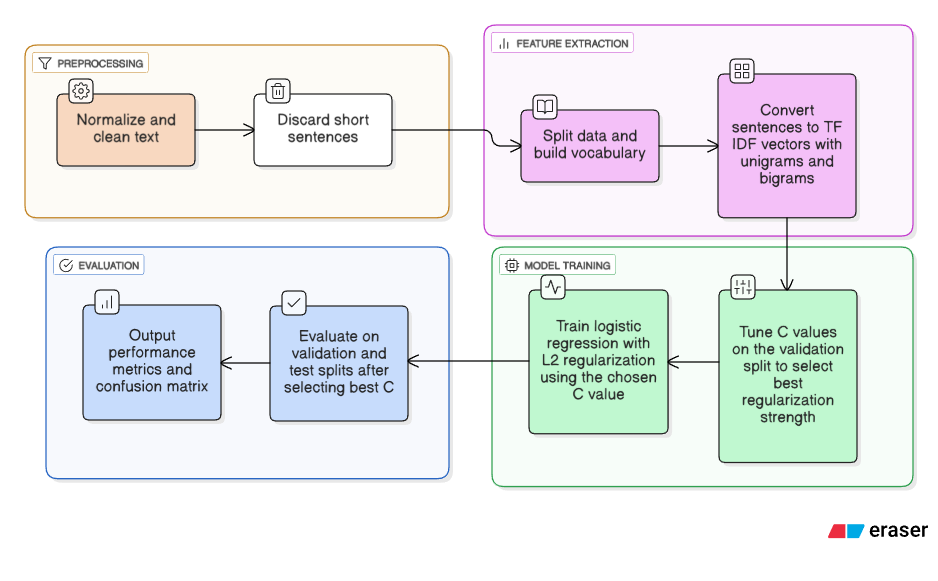 PREPROCESSING
Normalize and
clean text
Discard short
sentences
FEATURE EXTRACTION
Split data and
build vocabulary
Convert
sentences to TF
IDF vectors with
unigrams and
bigrams
MODEL TRAINING
Tune C values
on the validation
split to select
best
regularization
strength
Train logistic
regression with
L2 regularization
using the chosen
C value
EVALUATION
Evaluate on
validation and
test splits after
selecting best C
Output
performance
metrics and
confusion matrix
eraser